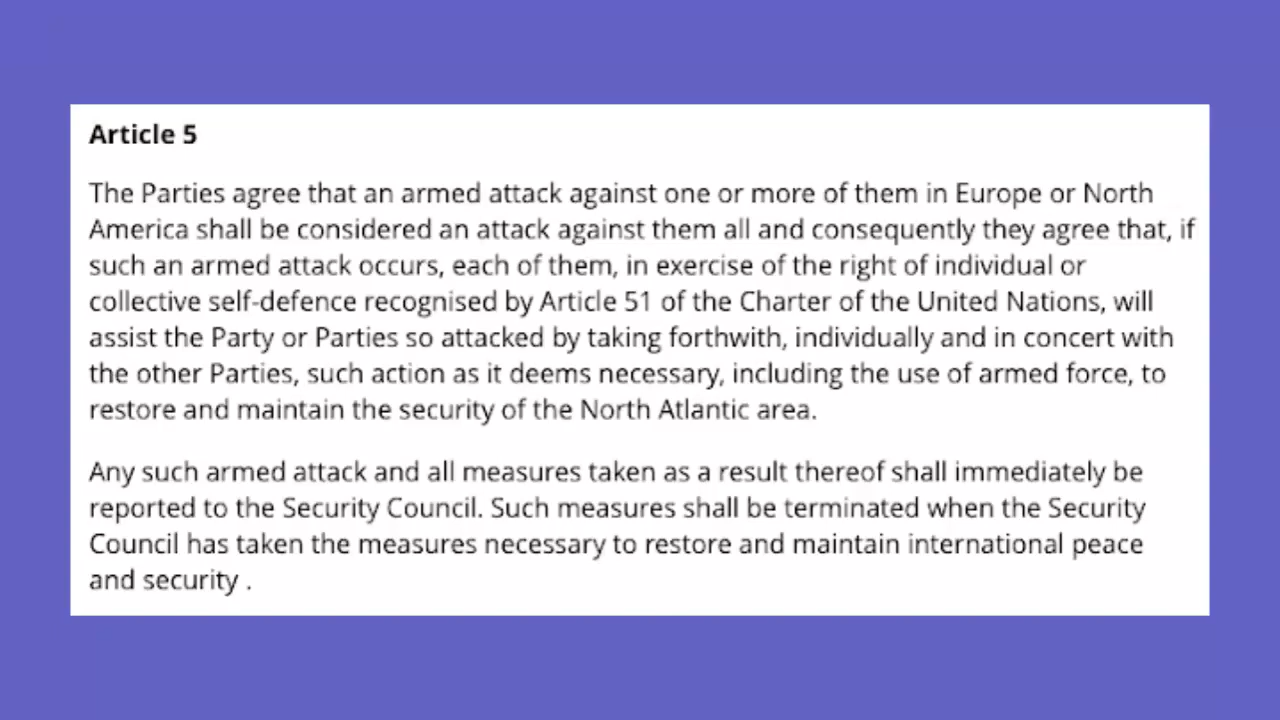 Article 5
The Parties agree that an armed attack against one or more of them in Europe or North
America shall be considered an attack against them all and consequently they agree that, if
such an armed attack occurs, each of them, in exercise of the right of individual or
collective self-defence recognised by Article 51 of the Charter of the United Nations, will
assist the Party or Parties so attacked by taking forthwith, individually and in concert with
the other Parties, such action as it deems necessary, including the use of armed force, to
restore and maintain the security of the North Atlantic area.
Any such armed attack and all measures taken as a result thereof shall immediately be
reported to the Security Council. Such measures shall be terminated when the Security
Council has taken the measures necessary to restore and maintain international peace
and security .